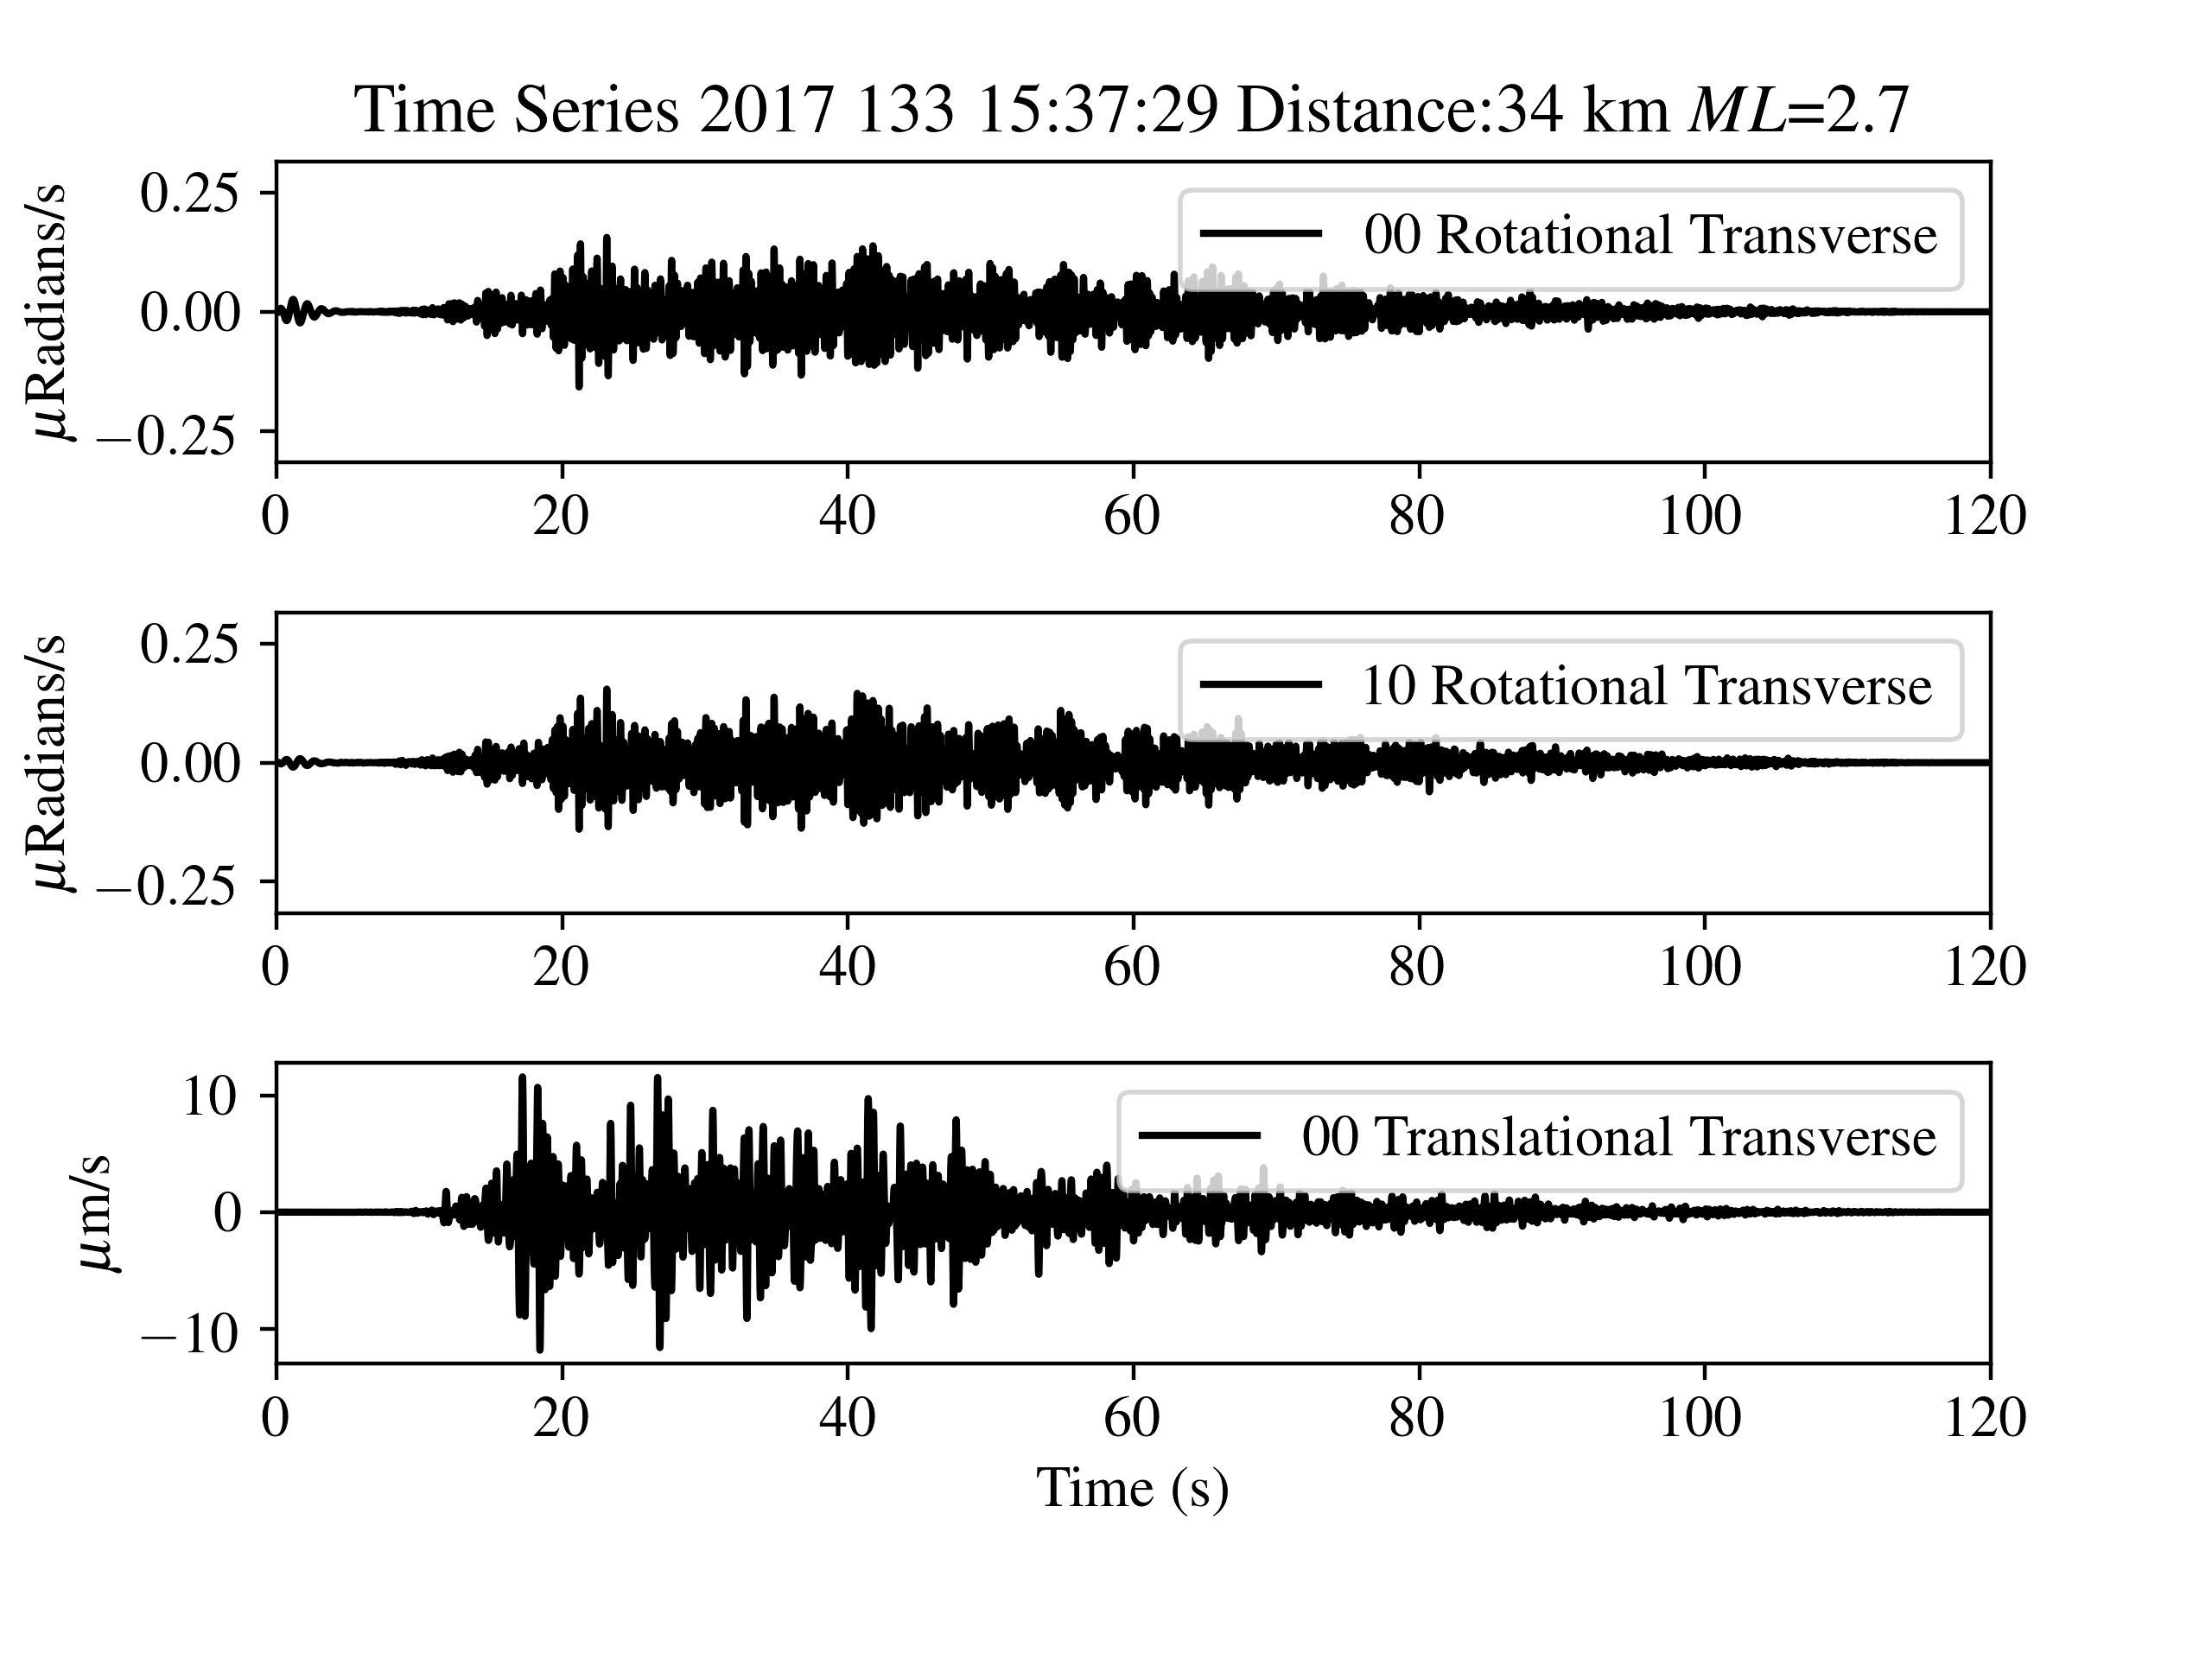 Time Series 2017 133 15:37:29 Distance:34 km ML=2.7
0.25
00 Rotational Transverse
0.00
−0.25
μRadians/s
0 20 40 60 80 100 120
0.25
10 Rotational Transverse
0.00
−0.25
μRadians/s
0 20 40 60 80 100 120
10
00 Translational Transverse
0
−10
μm/s
0 20 40 60 80 100 120
Time (s)